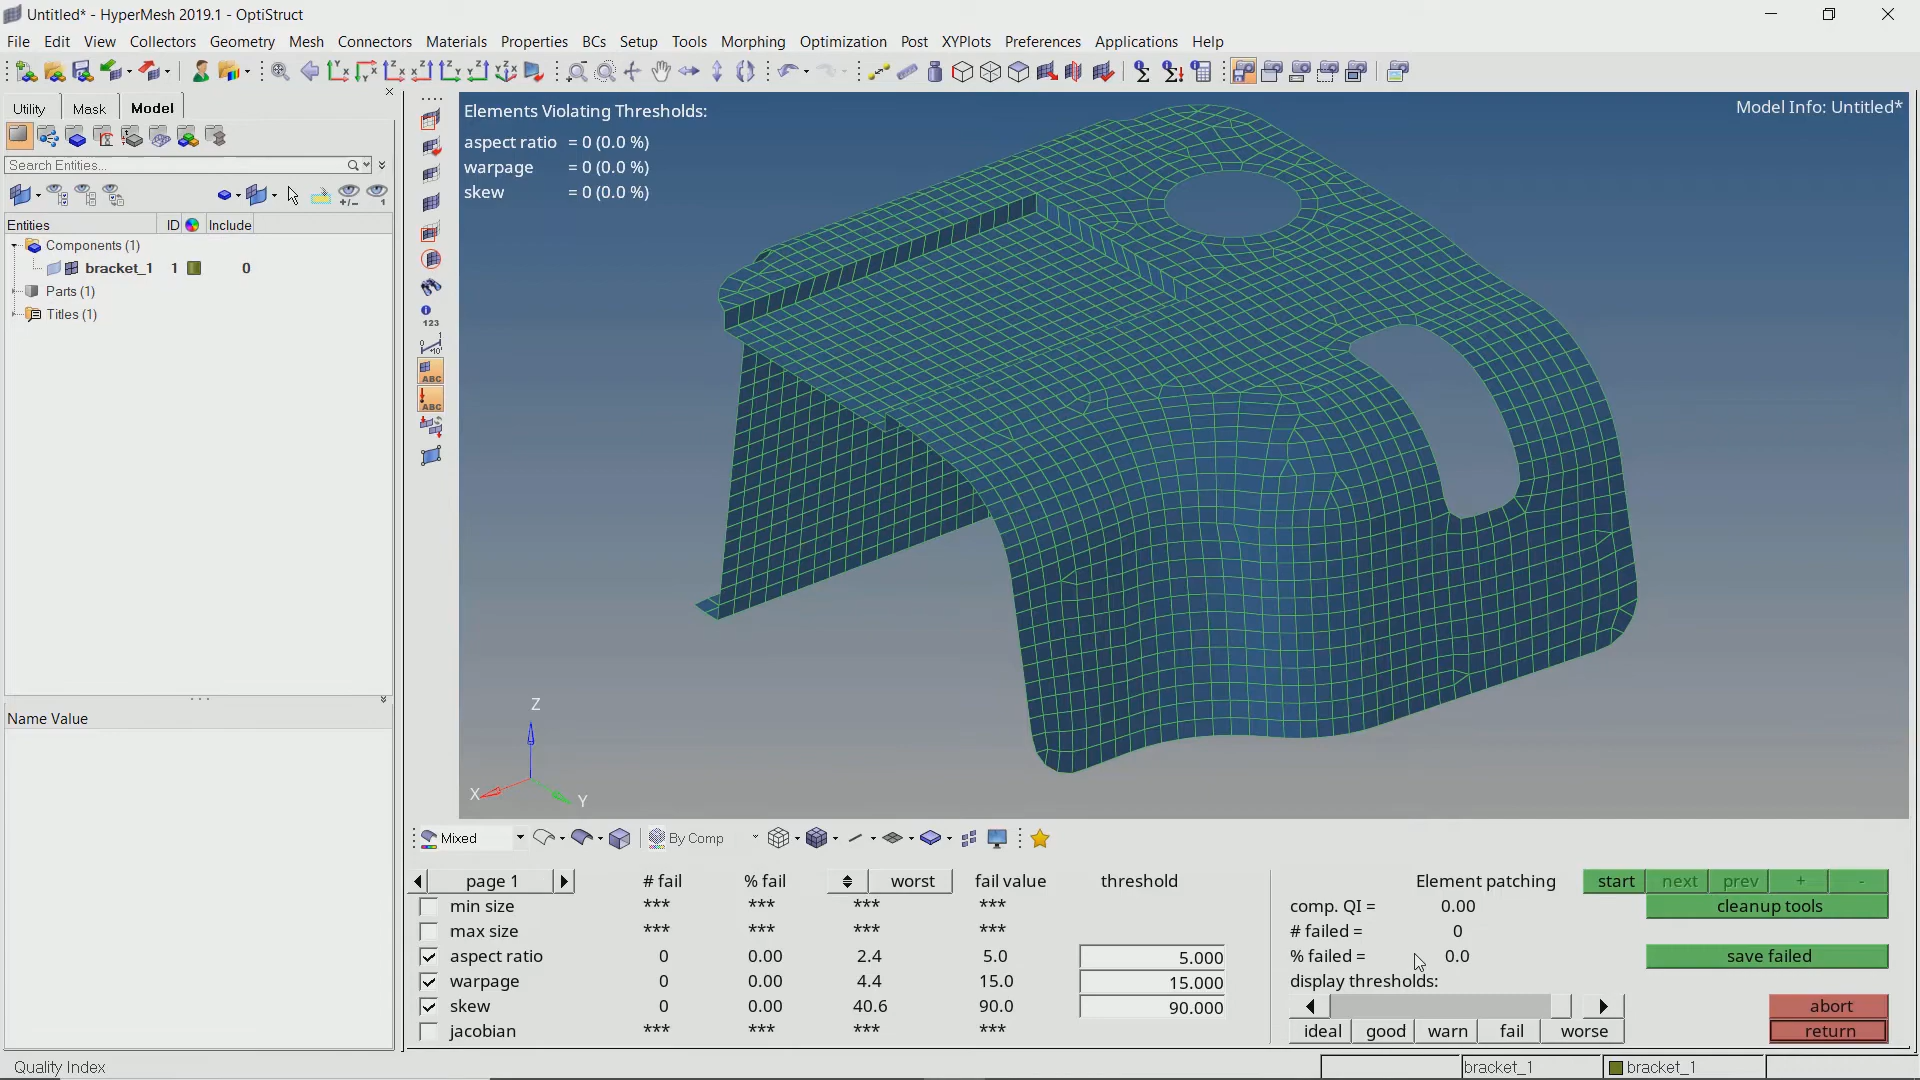 Untitled* - HyperMesh 2019.1 - OptiStruct
File Edit View Collectors Geometry Mesh Connectors Materials Properties BCs Setup Tools Morphing Optimization Post XYPlots Preferences Applications Help
Utility Mask Model
Search Entities...
Entities ID Include
Components (1)
bracket_1 1 0
Parts (1)
Titles (1)
Name Value
123
ABC
ABC
Elements Violating Thresholds:
aspect ratio = 0 (0.0 %)
warpage = 0 (0.0 %)
skew = 0 (0.0 %)
Model Info: Untitled*
Z
X
Y
Mixed By Comp
page 1 # fail % fail worst fail value threshold
min size *** *** *** ***
max size *** *** *** ***
aspect ratio 0 0.00 2.4 5.0 5.000
warpage 0 0.00 4.4 15.0 15.000
skew 0 0.00 40.6 90.0 90.000
jacobian *** *** *** ***
Element patching start next prev + -
comp. QI = 0.00 cleanup tools
# failed = 0
% failed = 0.0 save failed
display thresholds:
abort
ideal good warn fail worse return
Quality Index bracket_1 bracket_1